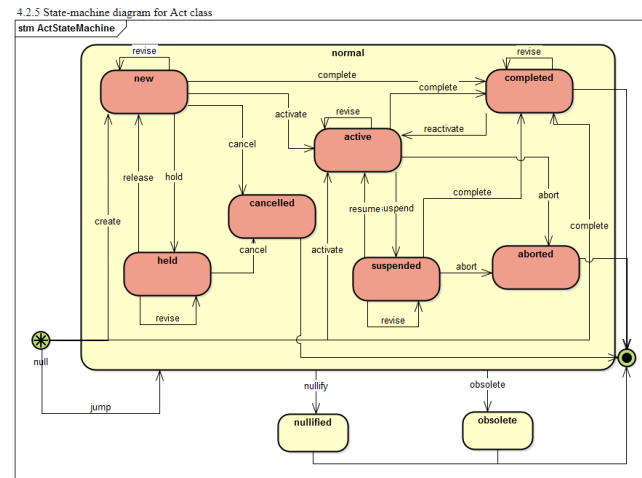 4.2.5 State-machine diagram for Act class
stm ActStateMachine
normal
revise
revise
new
complete
completed
complete
revise
activate
active
reactivate
cancel
release
hold
resume
suspend
complete
abort
cancelled
create
cancel
activate
complete
held
suspended
abort
aborted
revise
revise
null
nullify
obsolete
jump
nullified
obsolete